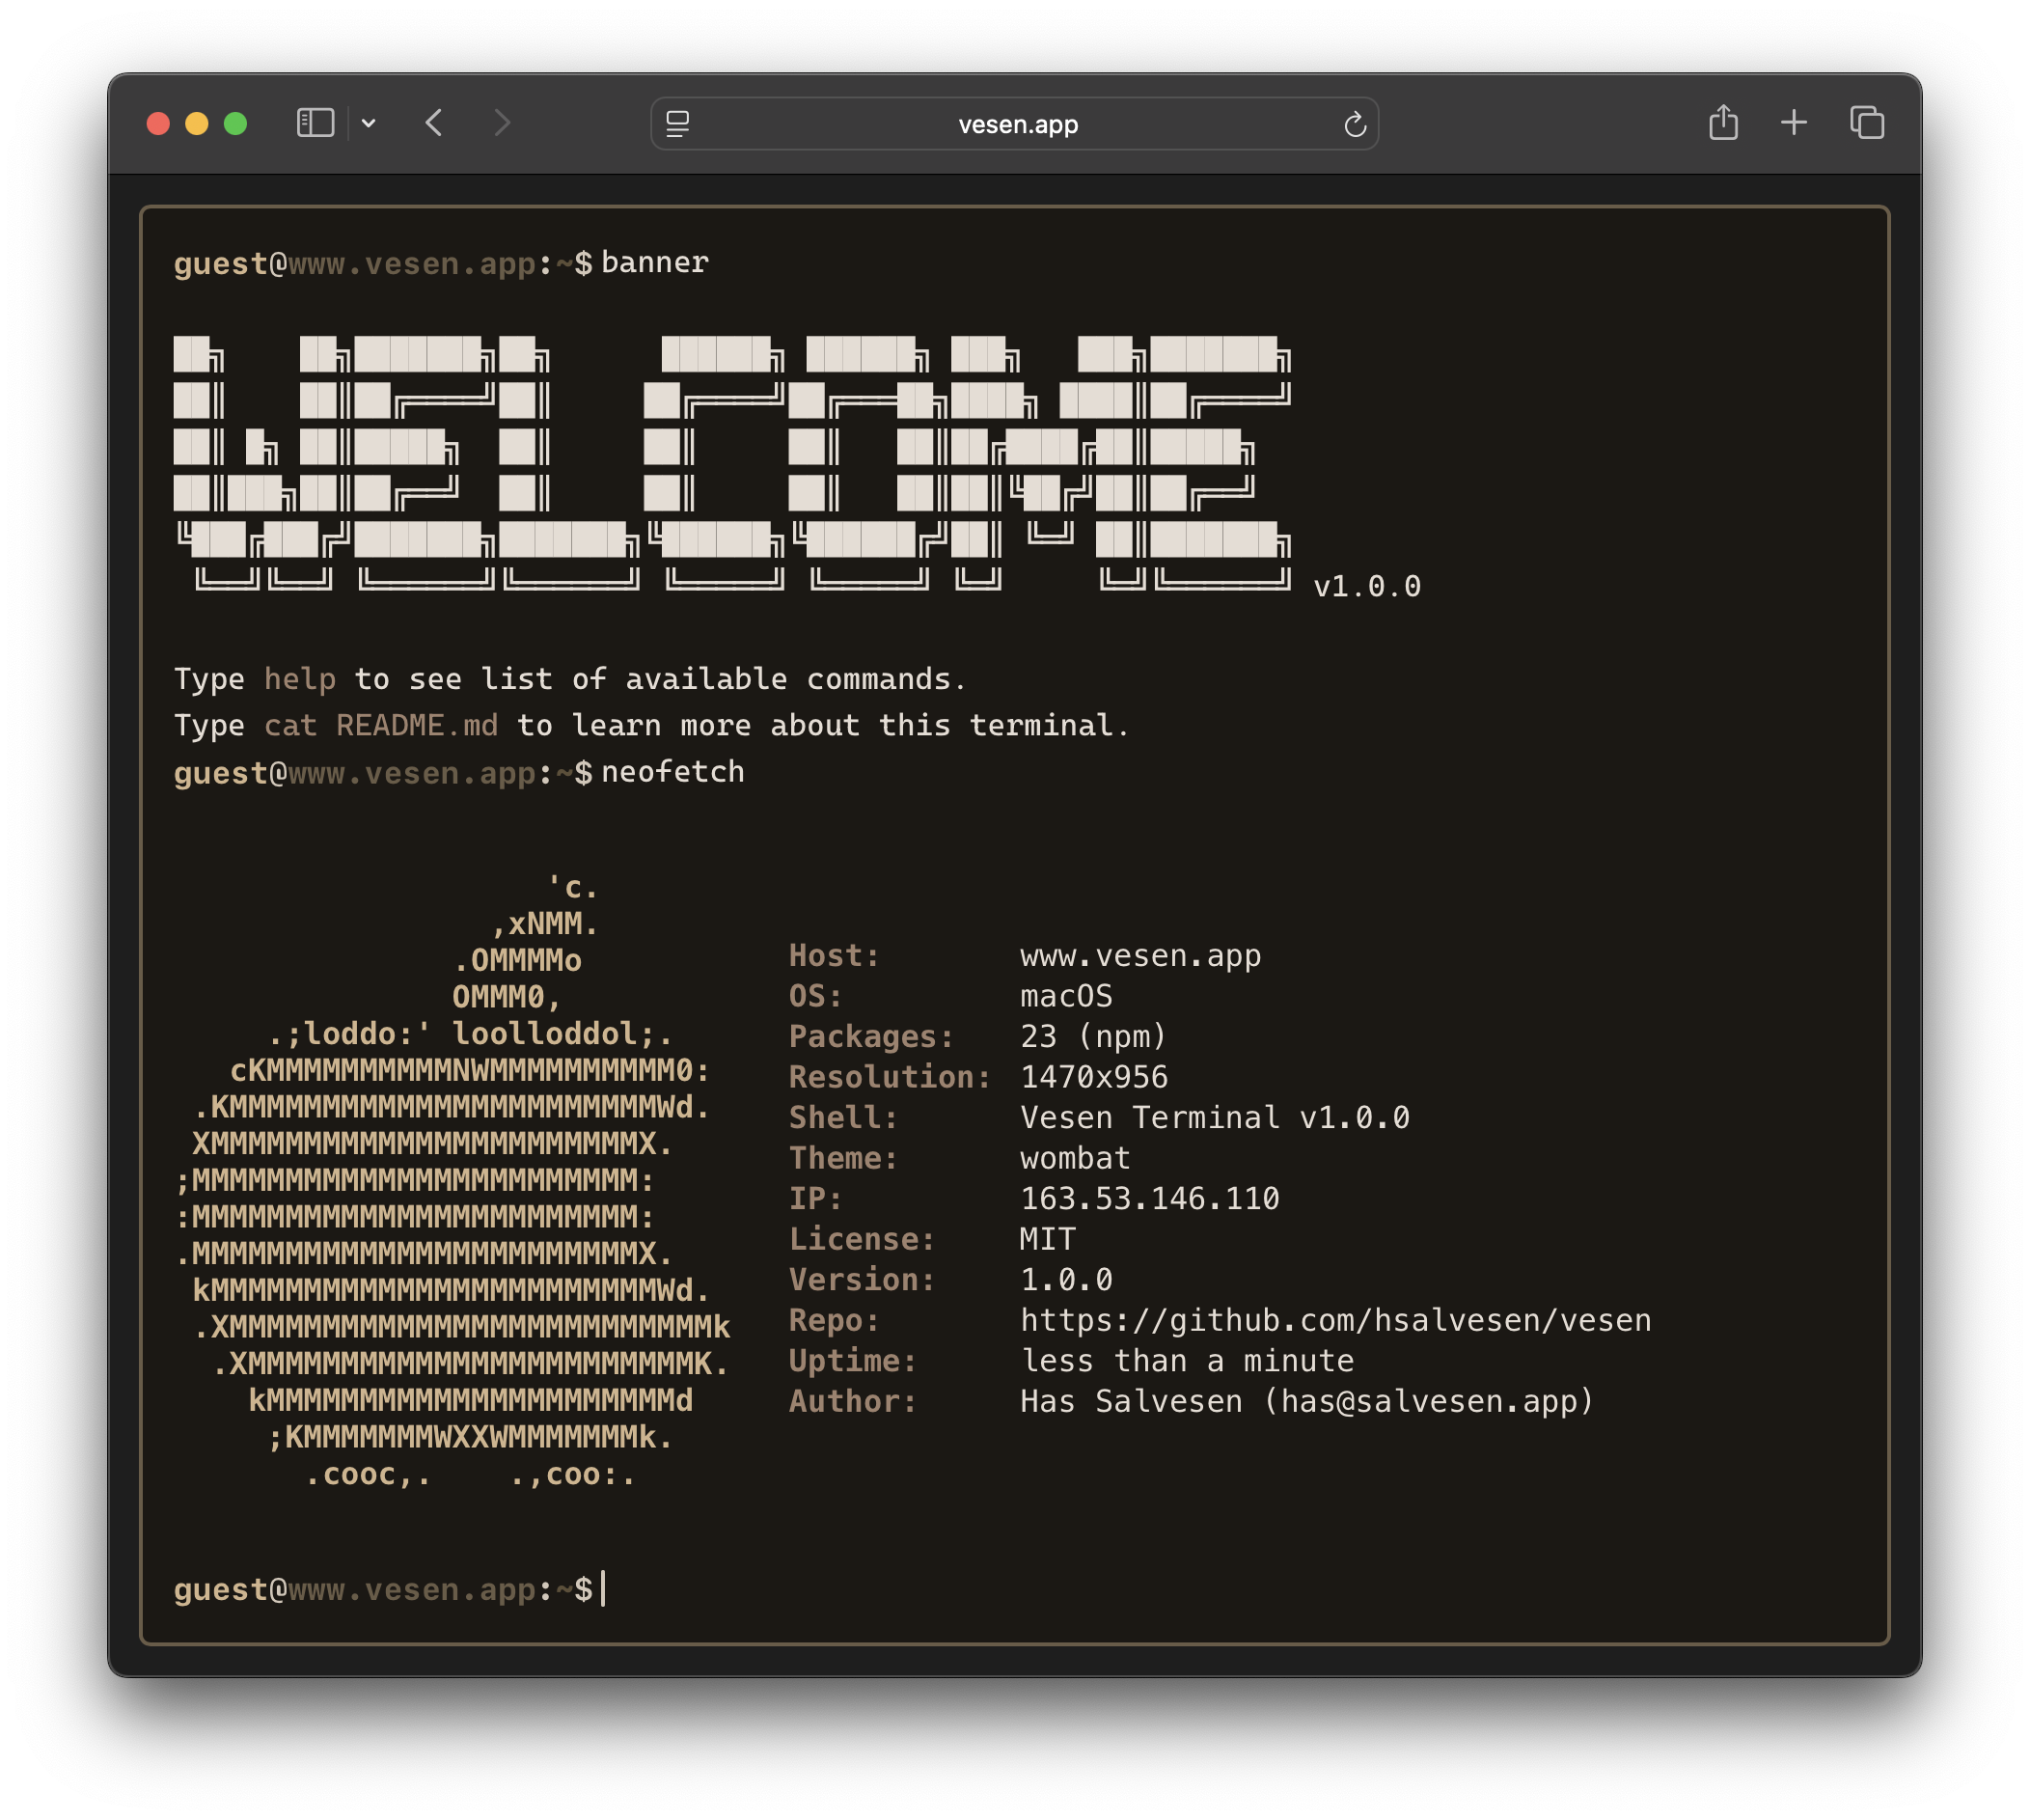 vesen.app
guest@www.vesen.app:~$ banner
WELCOME
v1.0.0
Type help to see list of available commands.
Type cat README.md to learn more about this terminal.
guest@www.vesen.app:~$ neofetch
'c.
,xNMM.
.OMMMMo
OMMM0,
.;loddo:' loolloddol;.
cKMMMMMMMMMMNWMMMMMMMMMM0:
.KMMMMMMMMMMMMMMMMMMMMMMMWd.
XMMMMMMMMMMMMMMMMMMMMMMMX.
;MMMMMMMMMMMMMMMMMMMMMMMM:
:MMMMMMMMMMMMMMMMMMMMMMMM:
.MMMMMMMMMMMMMMMMMMMMMMMMX.
kMMMMMMMMMMMMMMMMMMMMMMMMWd.
.XMMMMMMMMMMMMMMMMMMMMMMMMMMk
.XMMMMMMMMMMMMMMMMMMMMMMMMK.
kMMMMMMMMMMMMMMMMMMMMMMd
;KMMMMMMMWXXWMMMMMMMk.
.cooc,.    .,coo:.
Host: www.vesen.app
OS: macOS
Packages: 23 (npm)
Resolution: 1470x956
Shell: Vesen Terminal v1.0.0
Theme: wombat
IP: 163.53.146.110
License: MIT
Version: 1.0.0
Repo: https://github.com/hsalvesen/vesen
Uptime: less than a minute
Author: Has Salvesen (has@salvesen.app)
guest@www.vesen.app:~$